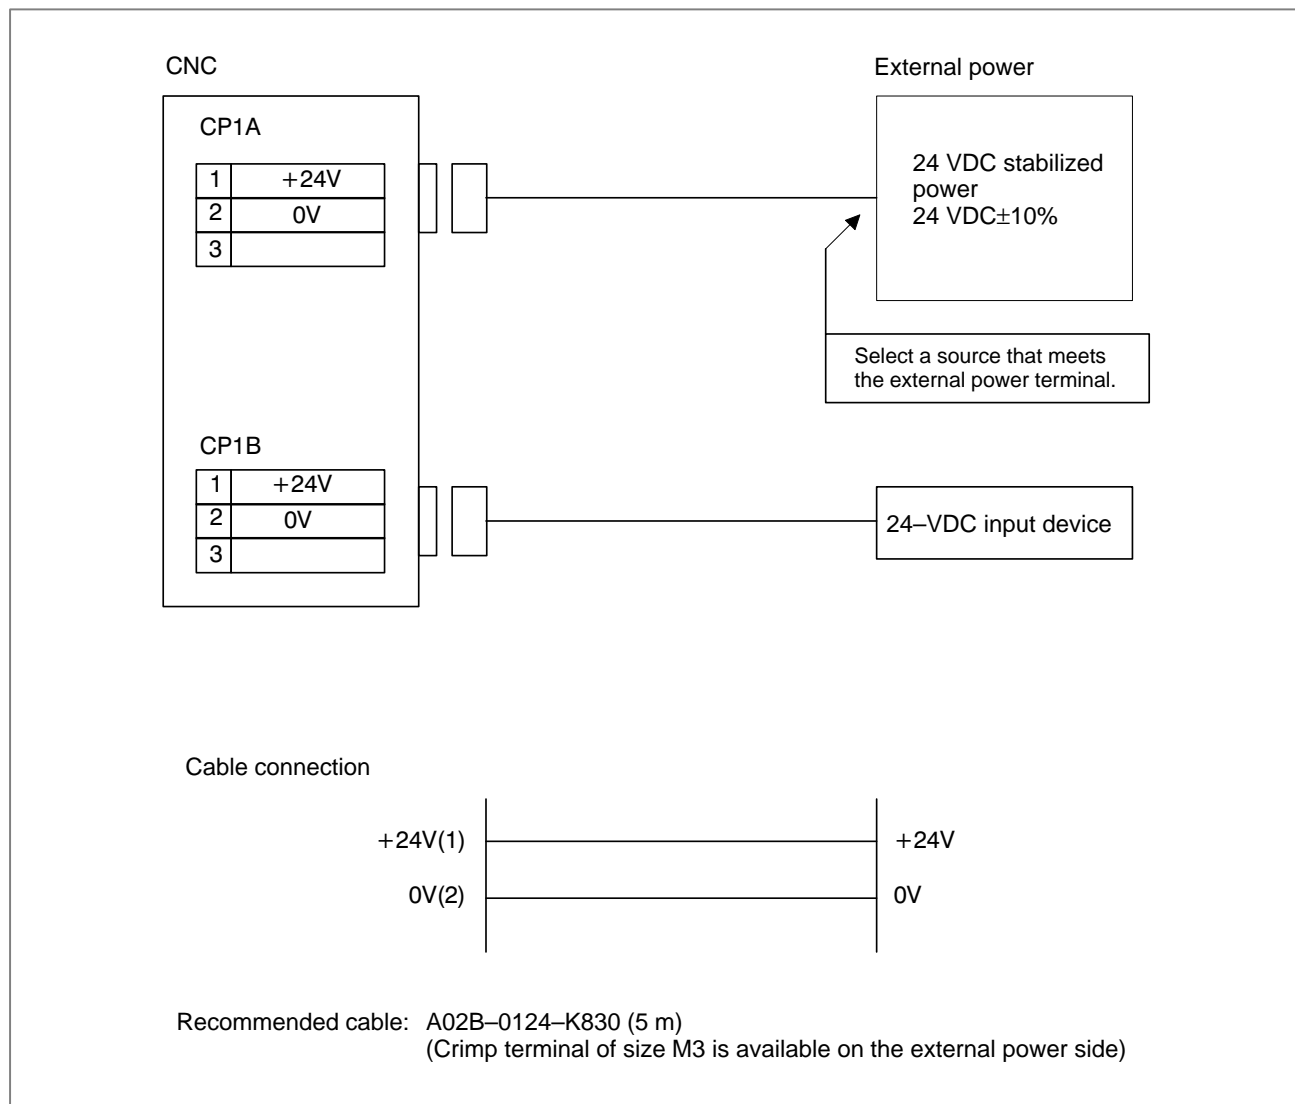 CNC
External power
CP1A
1 +24V
2 0V
3
24 VDC stabilized
power
24 VDC±10%
Select a source that meets
the external power terminal.
CP1B
1 +24V
2 0V
3
24–VDC input device
Cable connection
+24V(1) +24V
0V(2) 0V
Recommended cable: A02B–0124–K830 (5 m)
(Crimp terminal of size M3 is available on the external power side)